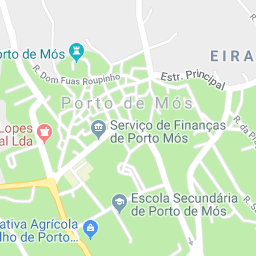 orto de Mós
EIRA
R. Dom Fuas Roupinho
Estr. Principal
Porto de Mós
Lopes
al Lda
Serviço de Finanças
de Porto Mós
R. da Pia
Escola Secundária
de Porto de Mós
ativa Agrícola
lho de Porto...